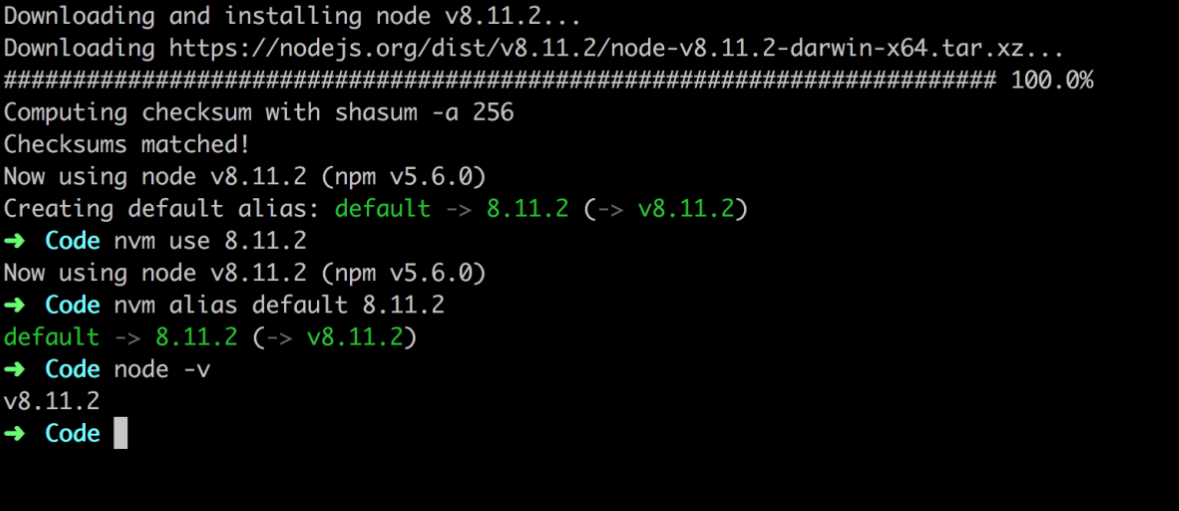 Downloading and installing node v8.11.2...
Downloading https://nodejs.org/dist/v8.11.2/node-v8.11.2-darwin-x64.tar.xz...
######################################################################## 100.0%
Computing checksum with shasum -a 256
Checksums matched!
Now using node v8.11.2 (npm v5.6.0)
Creating default alias: default -> 8.11.2 (-> v8.11.2)
➜ Code nvm use 8.11.2
Now using node v8.11.2 (npm v5.6.0)
➜ Code nvm alias default 8.11.2
default -> 8.11.2 (-> v8.11.2)
➜ Code node -v
v8.11.2
➜ Code